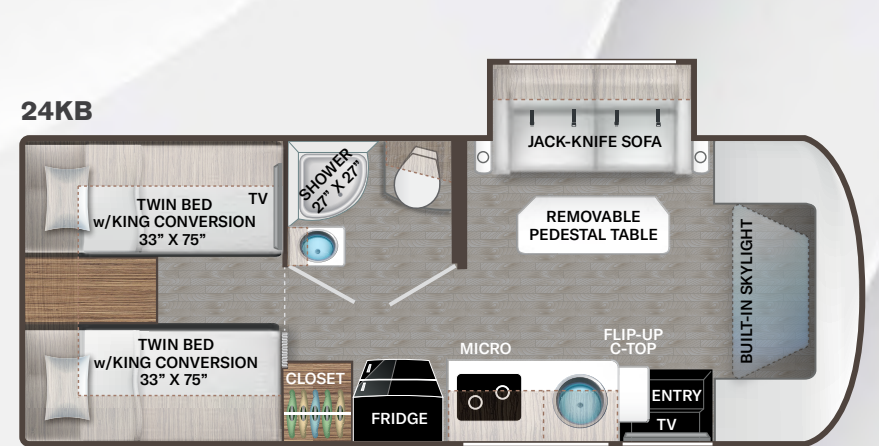 24KB
TWIN BED
w/KING CONVERSION
33” X 75”
TV
SHOWER
27” X 27”
JACK-KNIFE SOFA
REMOVABLE
PEDESTAL TABLE
BUILT-IN SKYLIGHT
TWIN BED
w/KING CONVERSION
33” X 75”
CLOSET
FRIDGE
MICRO
FLIP-UP
C-TOP
ENTRY
TV